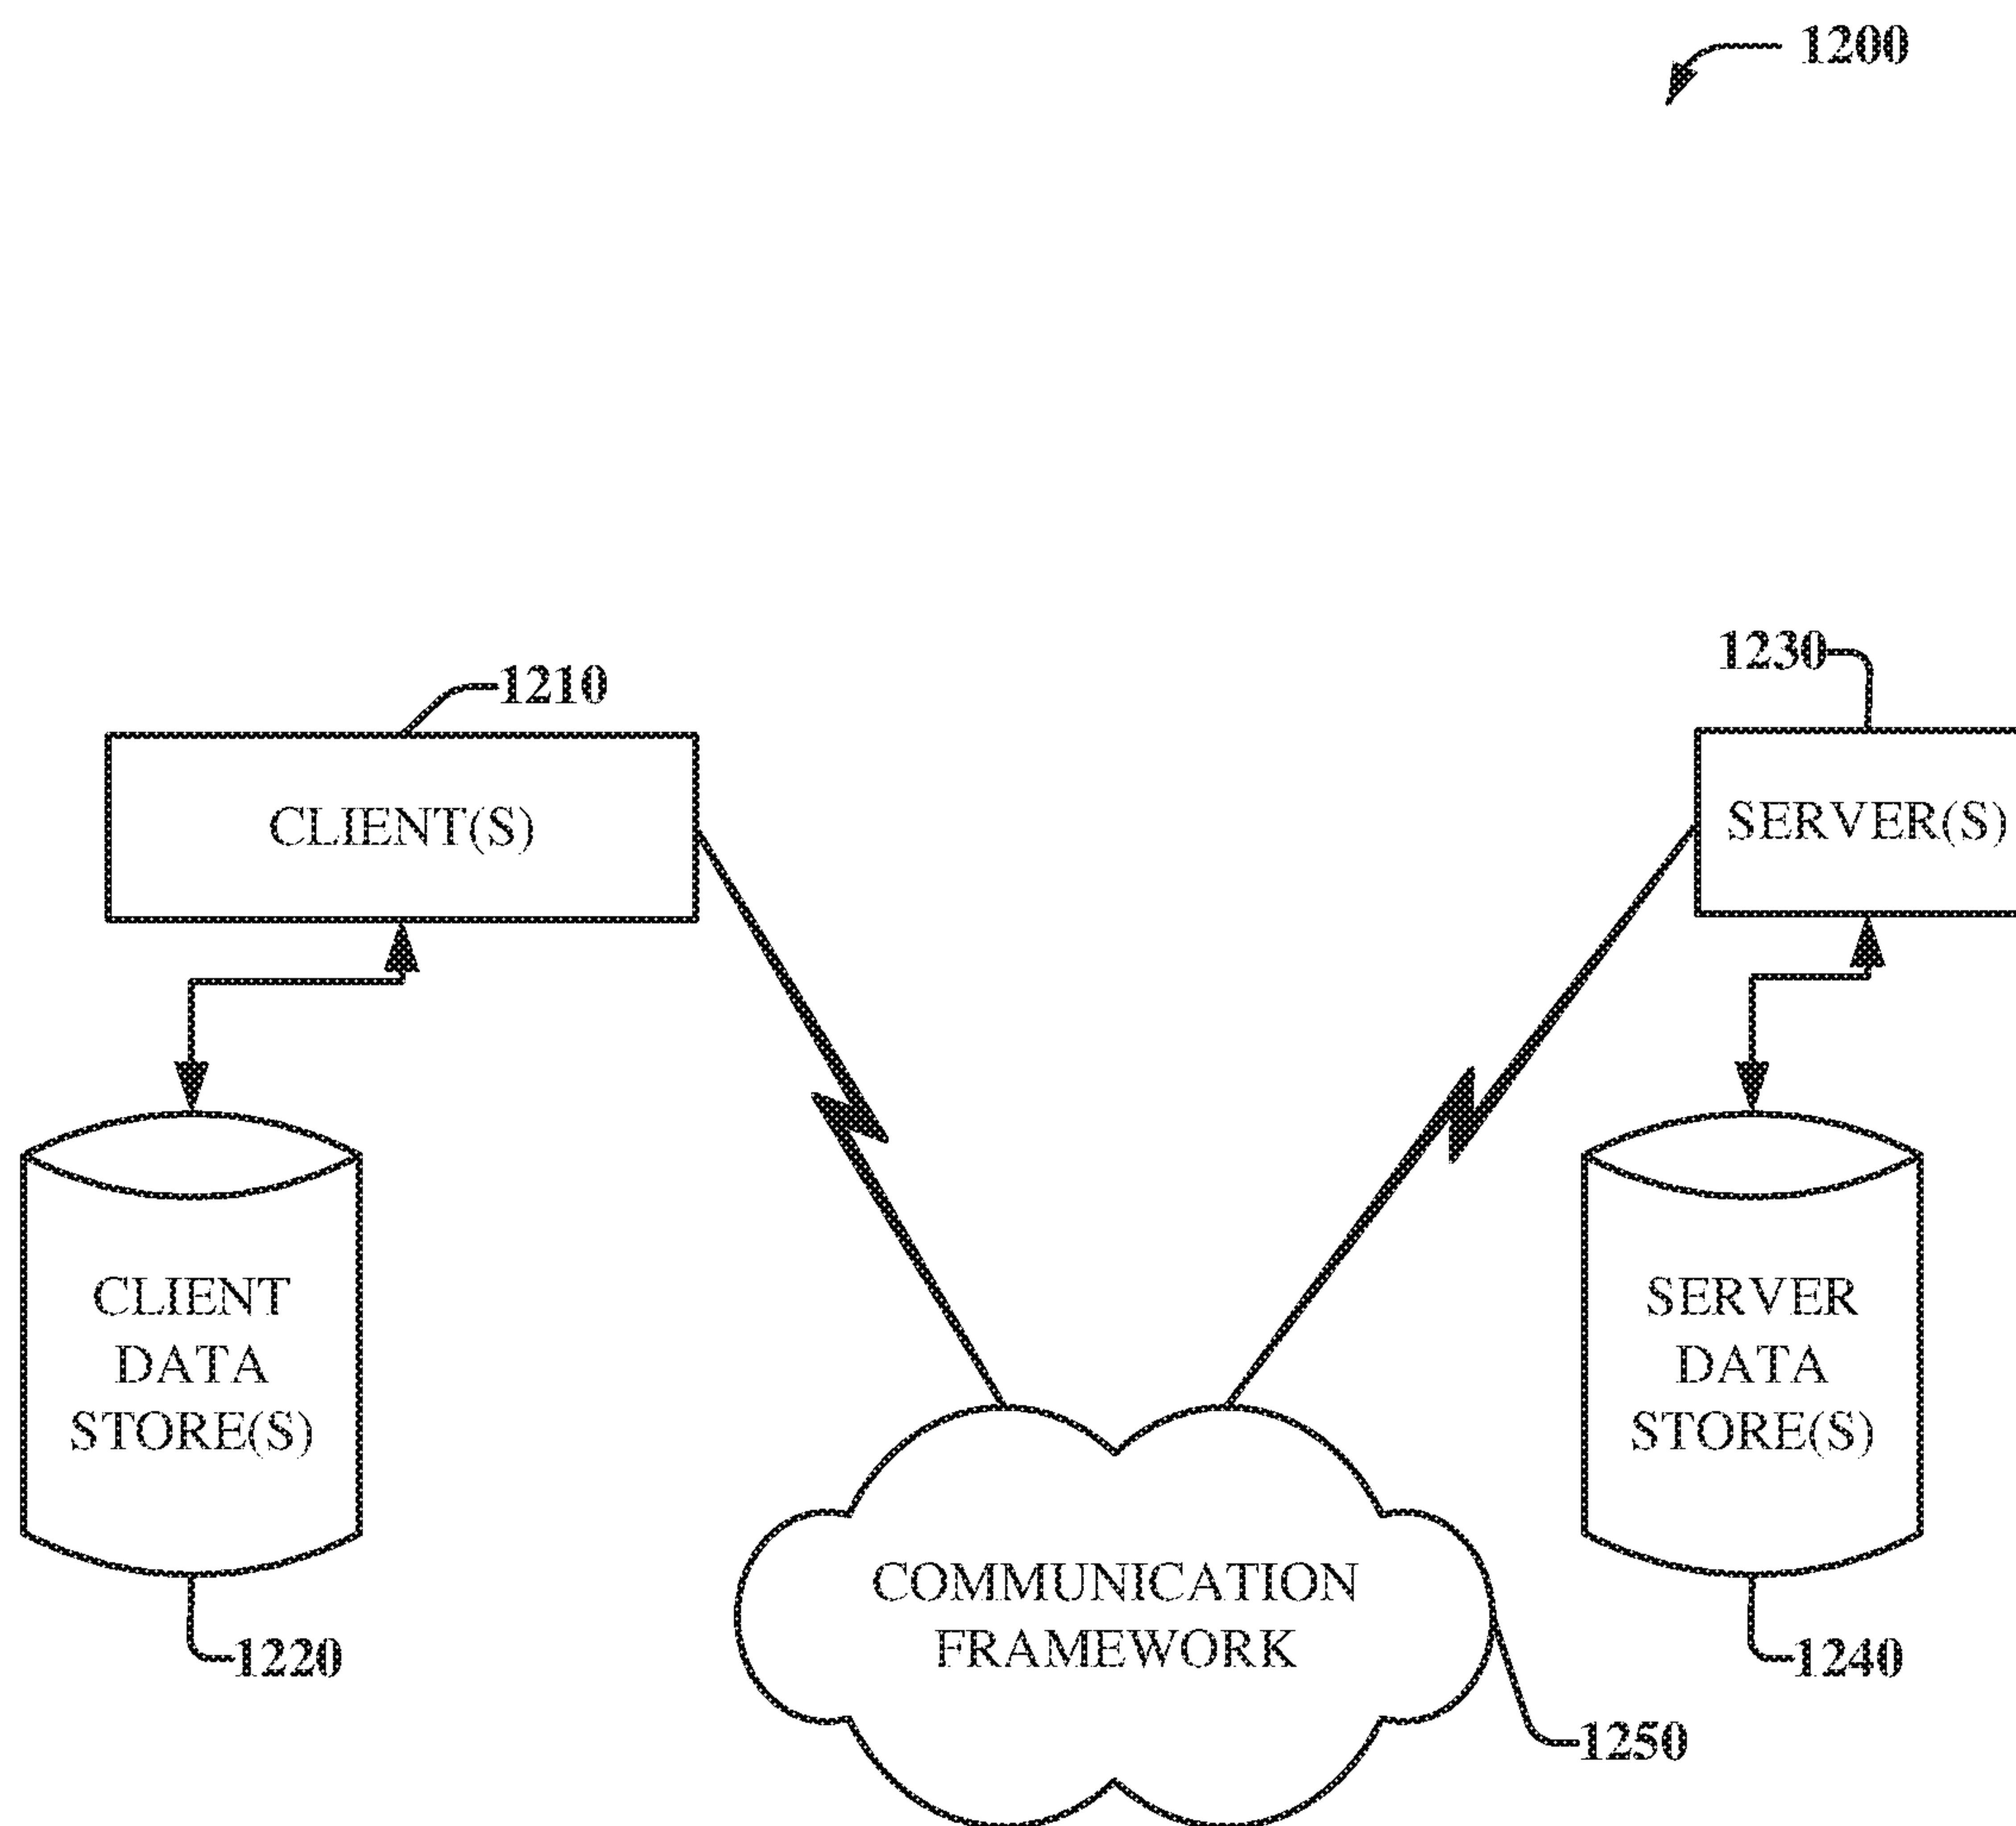 1200
1210
1230
CLIENT(S)
SERVER(S)
CLIENT
DATA
STORE(S)
SERVER
DATA
STORE(S)
COMMUNICATION
FRAMEWORK
1220
1240
1250